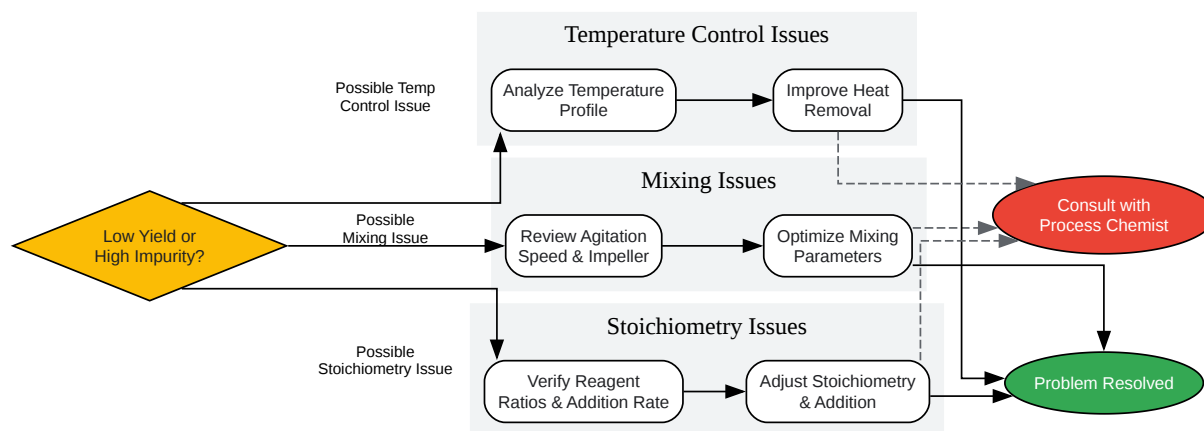 Temperature Control Issues
Possible Temp
Control Issue
Analyze Temperature
Profile
Improve Heat
Removal
Mixing Issues
Low Yield or
High Impurity?
Possible
Mixing Issue
Review Agitation
Speed & Impeller
Optimize Mixing
Parameters
Consult with
Process Chemist
Stoichiometry Issues
Possible
Stoichiometry Issue
Verify Reagent
Ratios & Addition Rate
Adjust Stoichiometry
& Addition
Problem Resolved